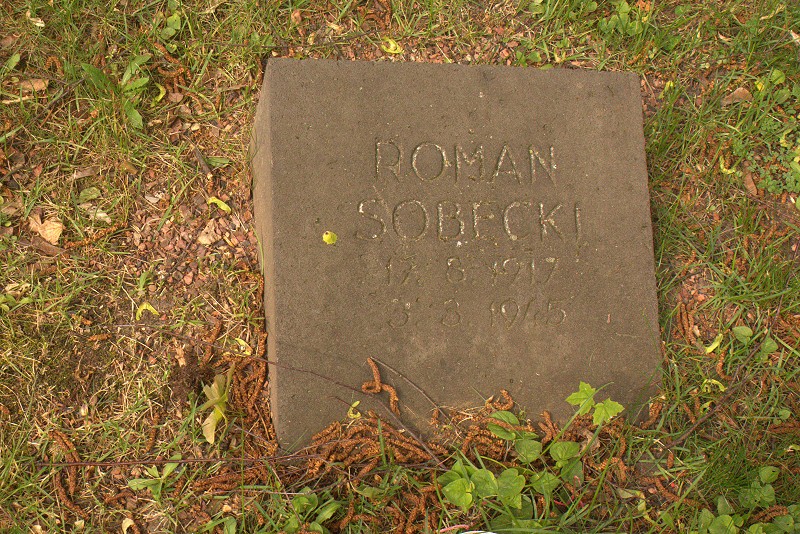 ROMAN
SOBECKI
17. 8. 1917
3. 3. 1945